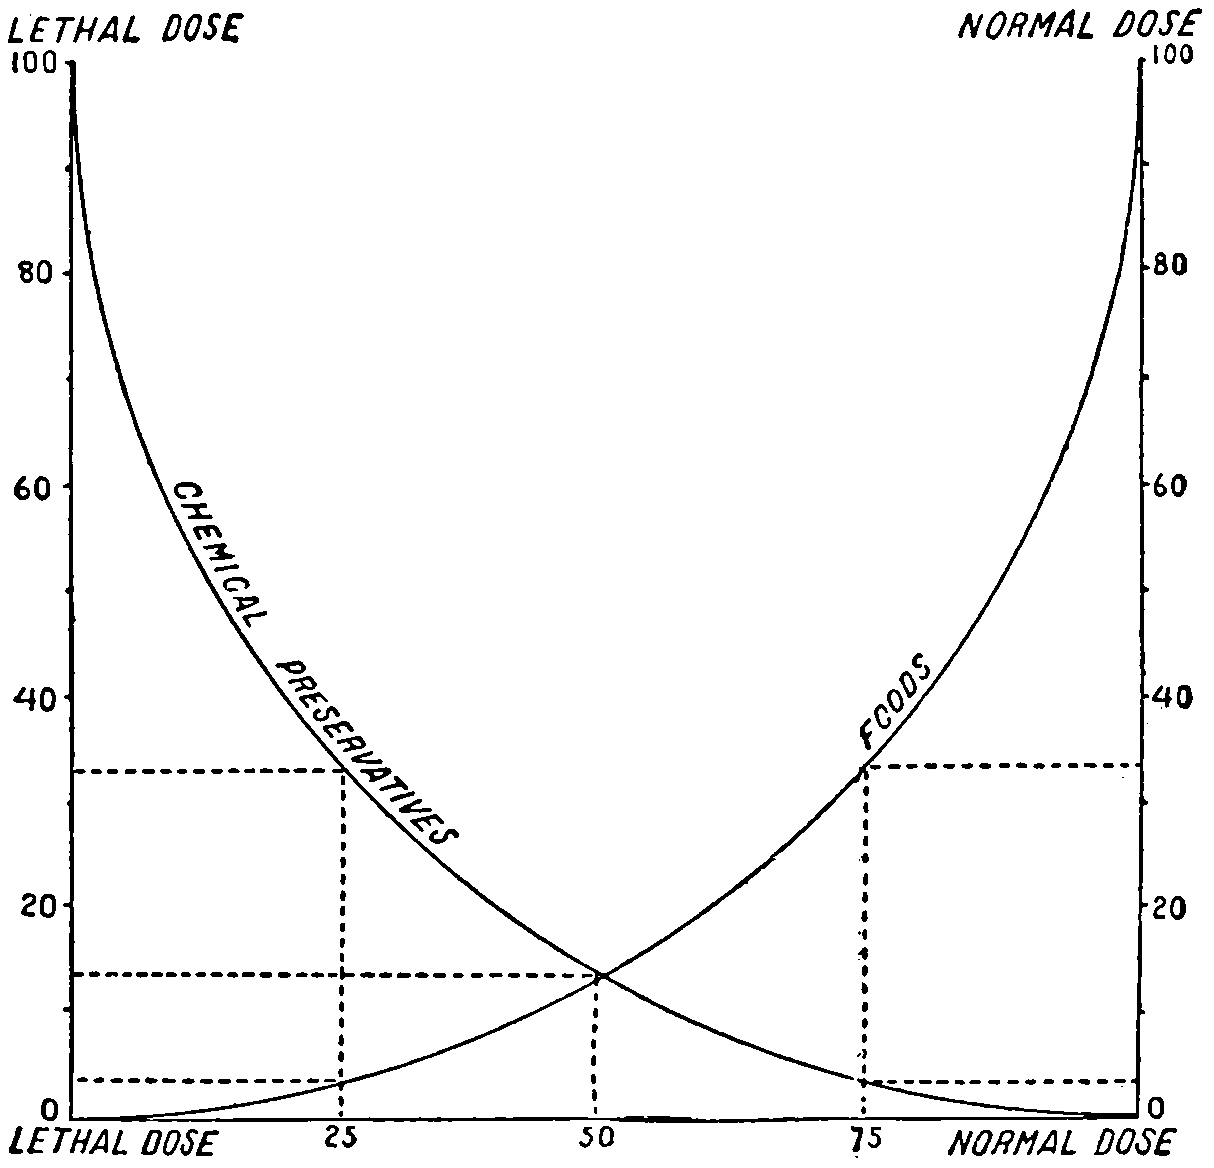 LETHAL DOSE NORMAL DOSE
100 100
80 80
60 60
CHEMICAL PRESERVATIVES
FOODS
40 40
20 20
0 0
LETHAL DOSE 25 50 75 NORMAL DOSE